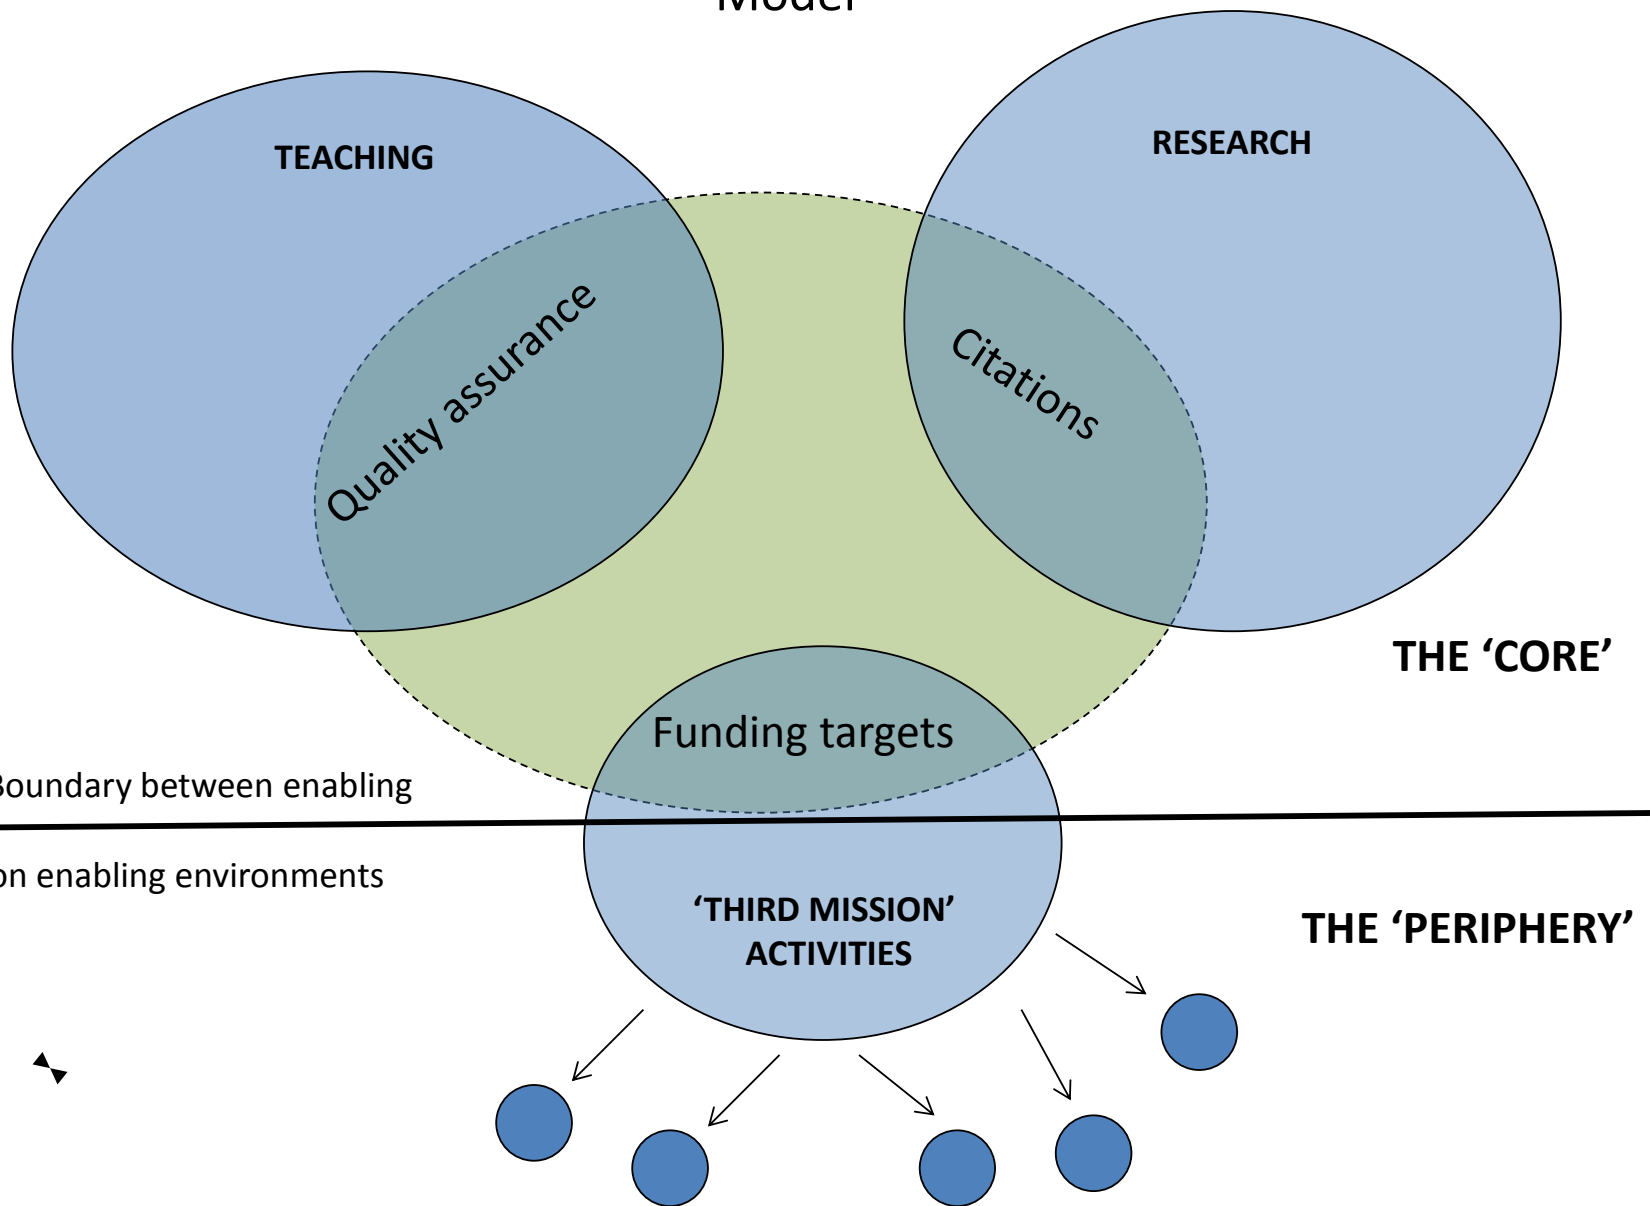 Model
TEACHING
RESEARCH
Quality assurance
Citations
THE ‘CORE’
Funding targets
Boundary between enabling
on enabling environments
‘THIRD MISSION’
ACTIVITIES
THE ‘PERIPHERY’